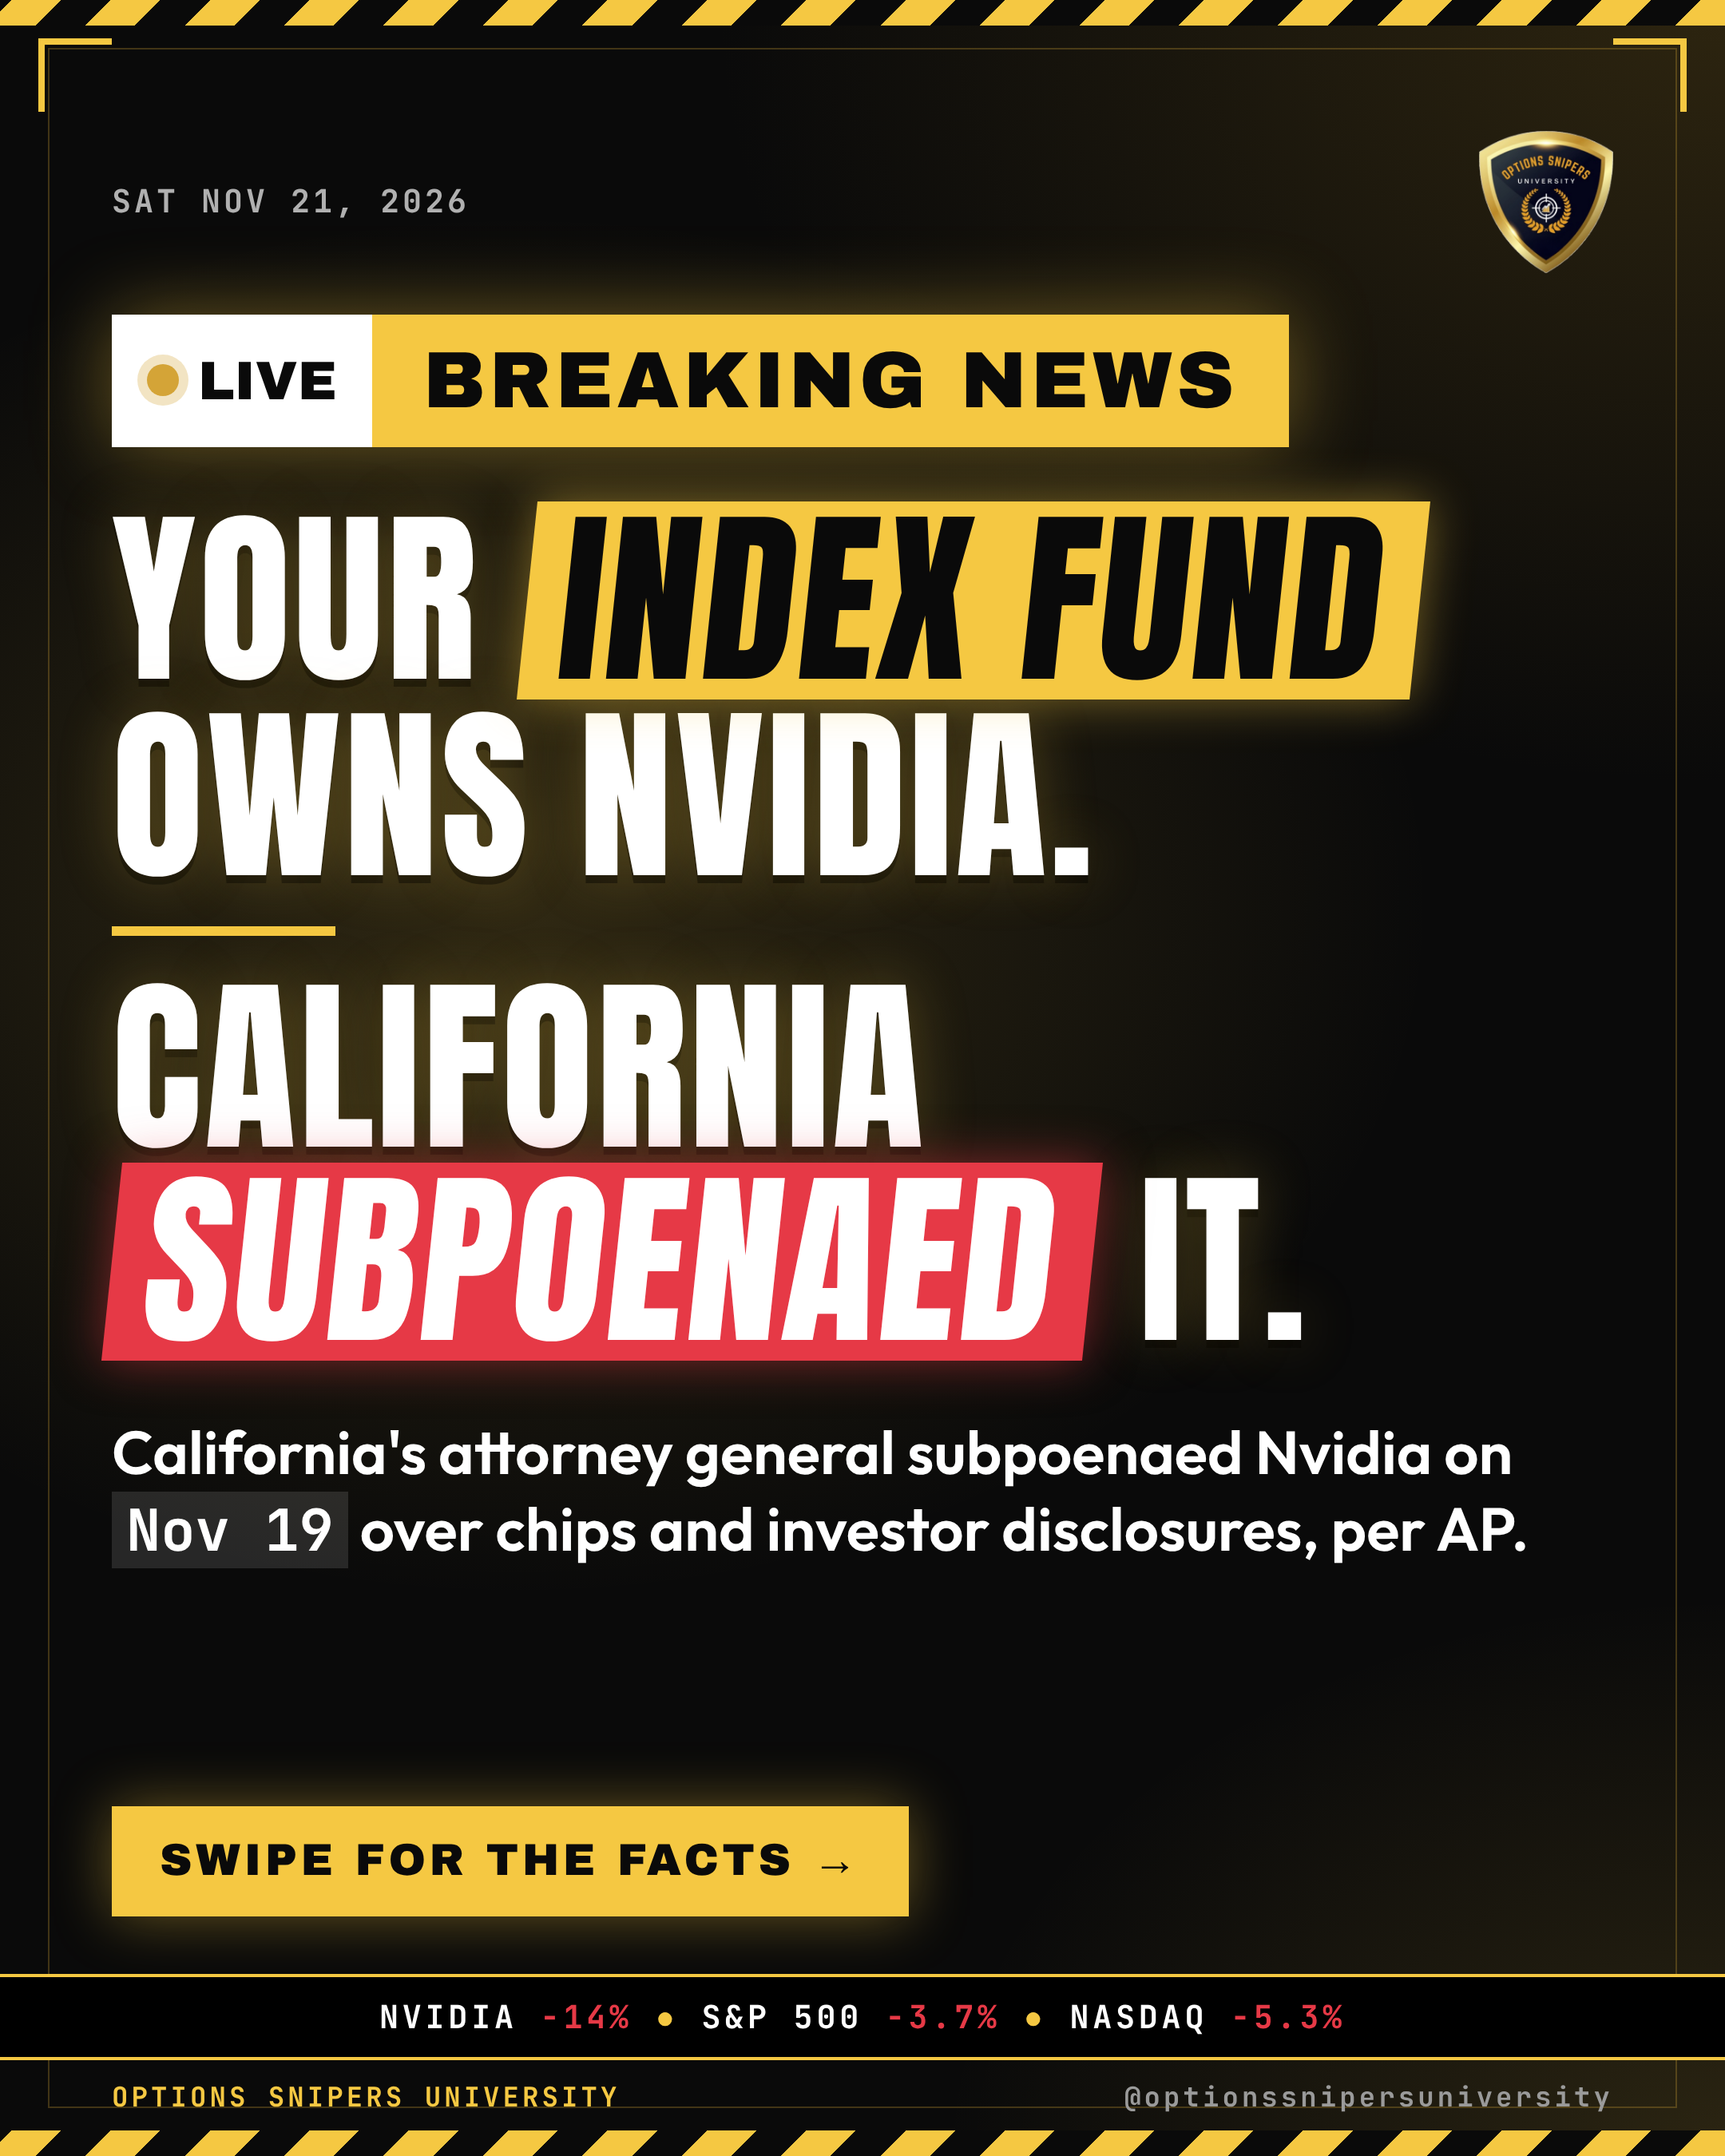 SAT NOV 21, 2026
OPTIONS SNIPERS
UNIVERSITY
LIVE BREAKING NEWS
YOUR INDEX FUND
OWNS NVIDIA.
CALIFORNIA
SUBPOENAED IT.
California's attorney general subpoenaed Nvidia on
Nov 19 over chips and investor disclosures, per AP.
SWIPE FOR THE FACTS →
NVIDIA -14% • S&P 500 -3.7% • NASDAQ -5.3%
OPTIONS SNIPERS UNIVERSITY @optionssnipersuniversity